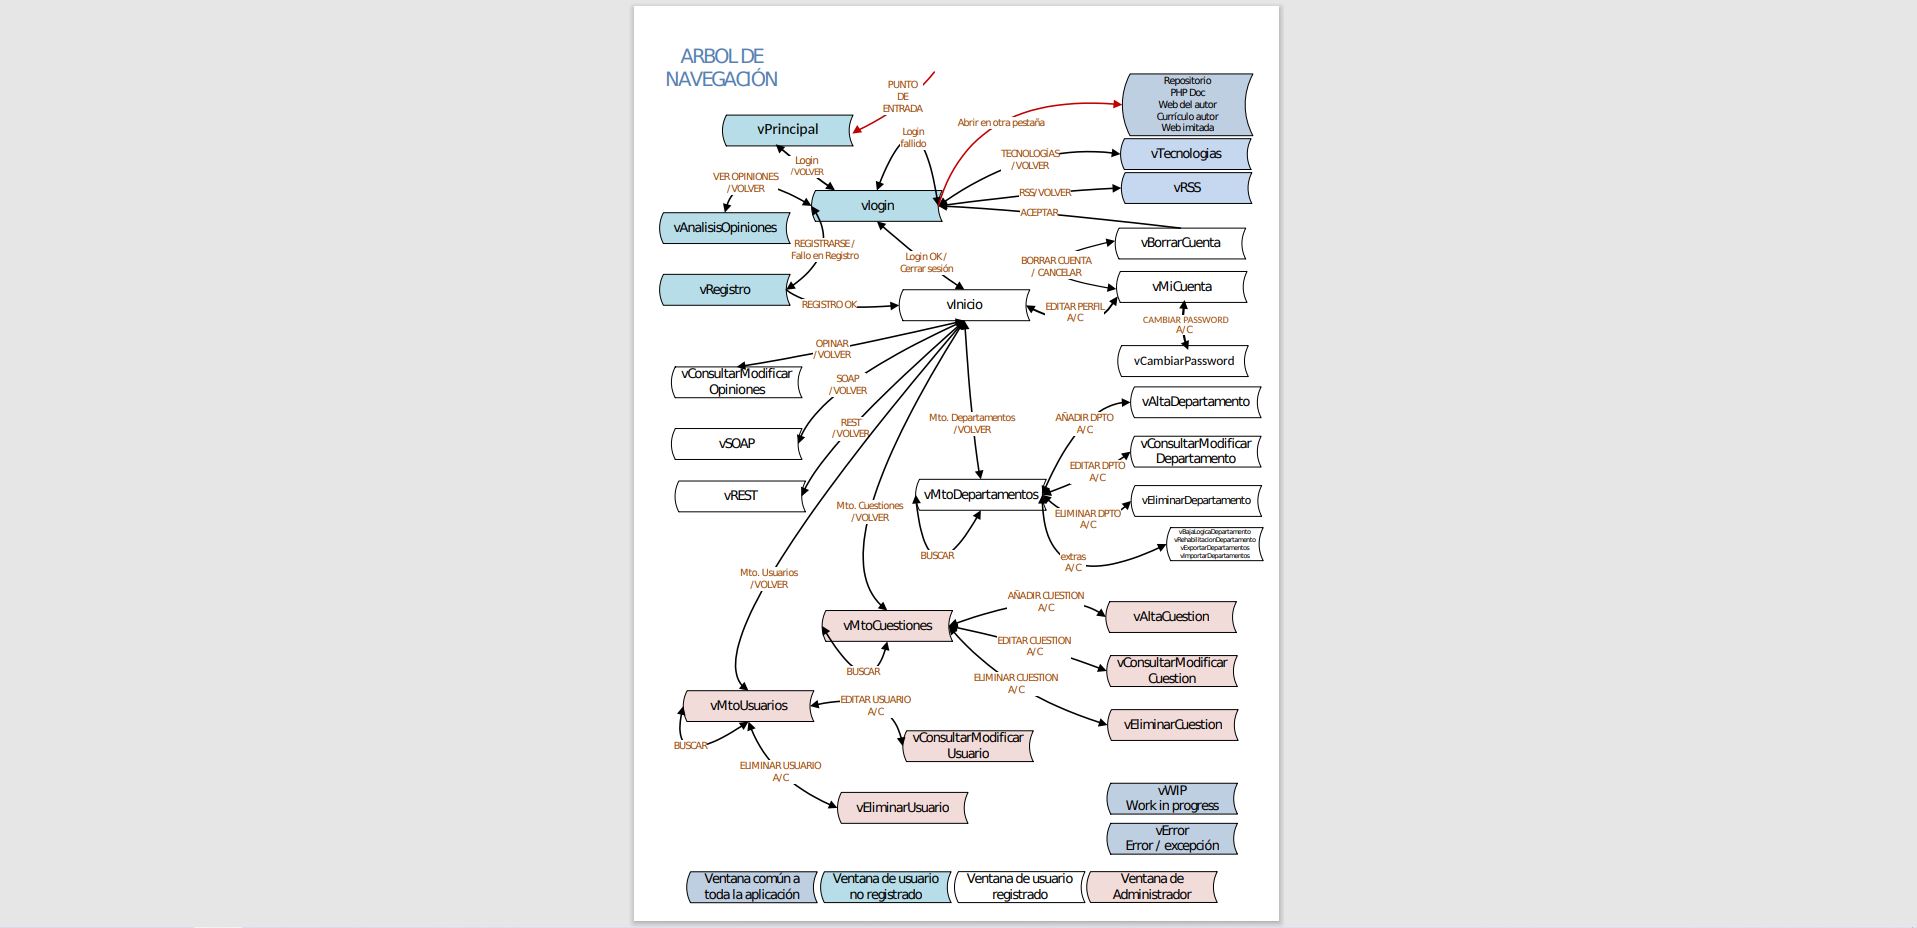 ARBOL DE
NAVEGACIÓN
PUNTO
DE
ENTRADA
Repositorio
PHP Doc
Web del autor
Currículo autor
Web imitada
vPrincipal
Login
fallido
Abrir en otra pestaña
Login
/VOLVER
TECNOLOGÍAS
/VOLVER
vTecnologias
VER OPINIONES
/VOLVER
RSS/VOLVER
vRSS
vlogin
ACEPTAR
vAnalisisOpiniones
REGISTRARSE /
Fallo en Registro
Login OK /
Cerrar sesión
vBorrarCuenta
BORRAR CUENTA
/ CANCELAR
vRegistro
REGISTRO OK
vInicio
EDITAR PERFIL
A/C
vMiCuenta
CAMBIAR PASSWORD
A/C
vCambiarPassword
OPINAR
/VOLVER
vConsultarModificar
Opiniones
SOAP
/VOLVER
vSOAP
REST
/VOLVER
vREST
Mto. Departamentos
/VOLVER
AÑADIR DPTO
A/C
vAltaDepartamento
EDITAR DPTO
A/C
vConsultarModificar
Departamento
vMtoDepartamentos
ELIMINAR DPTO
A/C
vEliminarDepartamento
BUSCAR
extras
A/C
vBajaLogicaDepartamento
vRehabilitacionDepartamento
vExportarDepartamentos
vImportarDepartamentos
Mto. Cuestiones
/VOLVER
Mto. Usuarios
/VOLVER
vMtoCuestiones
BUSCAR
AÑADIR CUESTION
A/C
vAltaCuestion
EDITAR CUESTION
A/C
vConsultarModificar
Cuestion
ELIMINAR CUESTION
A/C
vEliminarCuestion
vMtoUsuarios
BUSCAR
EDITAR USUARIO
A/C
vConsultarModificar
Usuario
ELIMINAR USUARIO
A/C
vEliminarUsuario
vWIP
Work in progress
vError
Error / excepción
Ventana común a
toda la aplicación
Ventana de usuario
no registrado
Ventana de usuario
registrado
Ventana de
Administrador